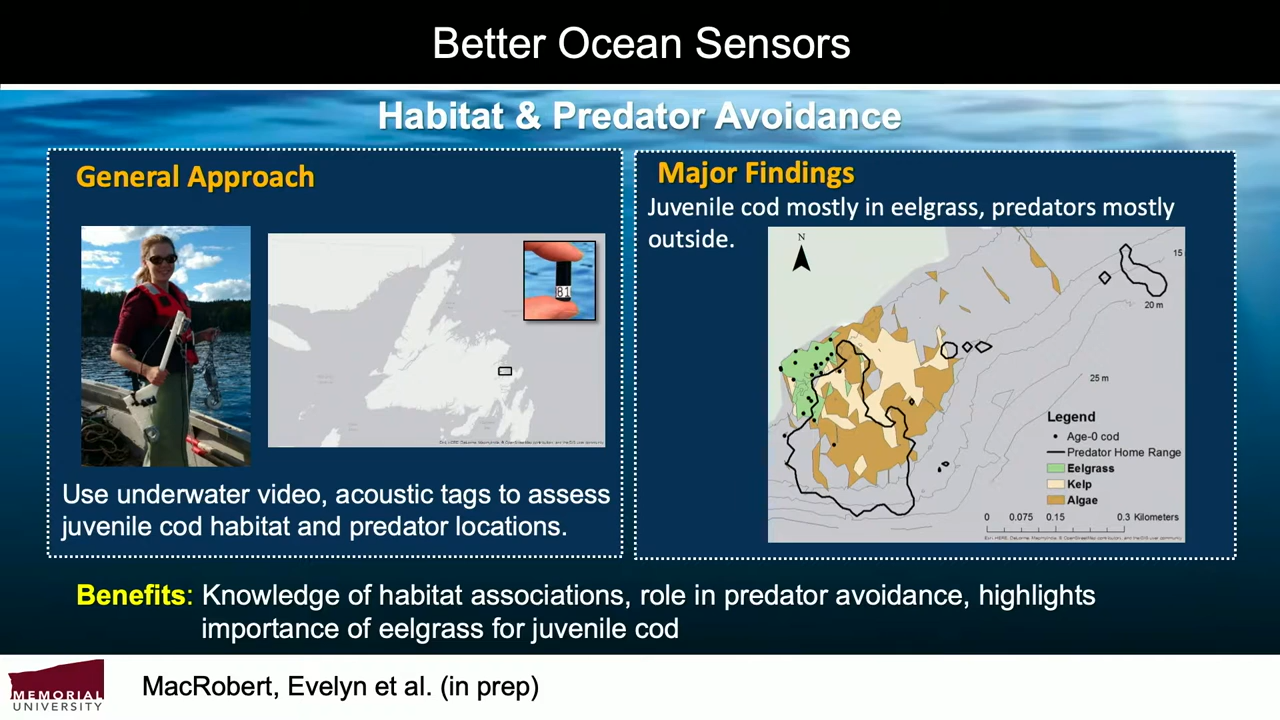 Better Ocean Sensors
Habitat & Predator Avoidance
General Approach
B1
Use underwater video, acoustic tags to assess
juvenile cod habitat and predator locations.
Major Findings
Juvenile cod mostly in eelgrass, predators mostly
outside.
N
15
20 m
25 m
Legend
Age-0 cod
Predator Home Range
Eelgrass
Kelp
Algae
0 0.075 0.15 0.3 Kilometers
Benefits: Knowledge of habitat associations, role in predator avoidance, highlights
importance of eelgrass for juvenile cod
MEMORIAL
UNIVERSITY
MacRobert, Evelyn et al. (in prep)